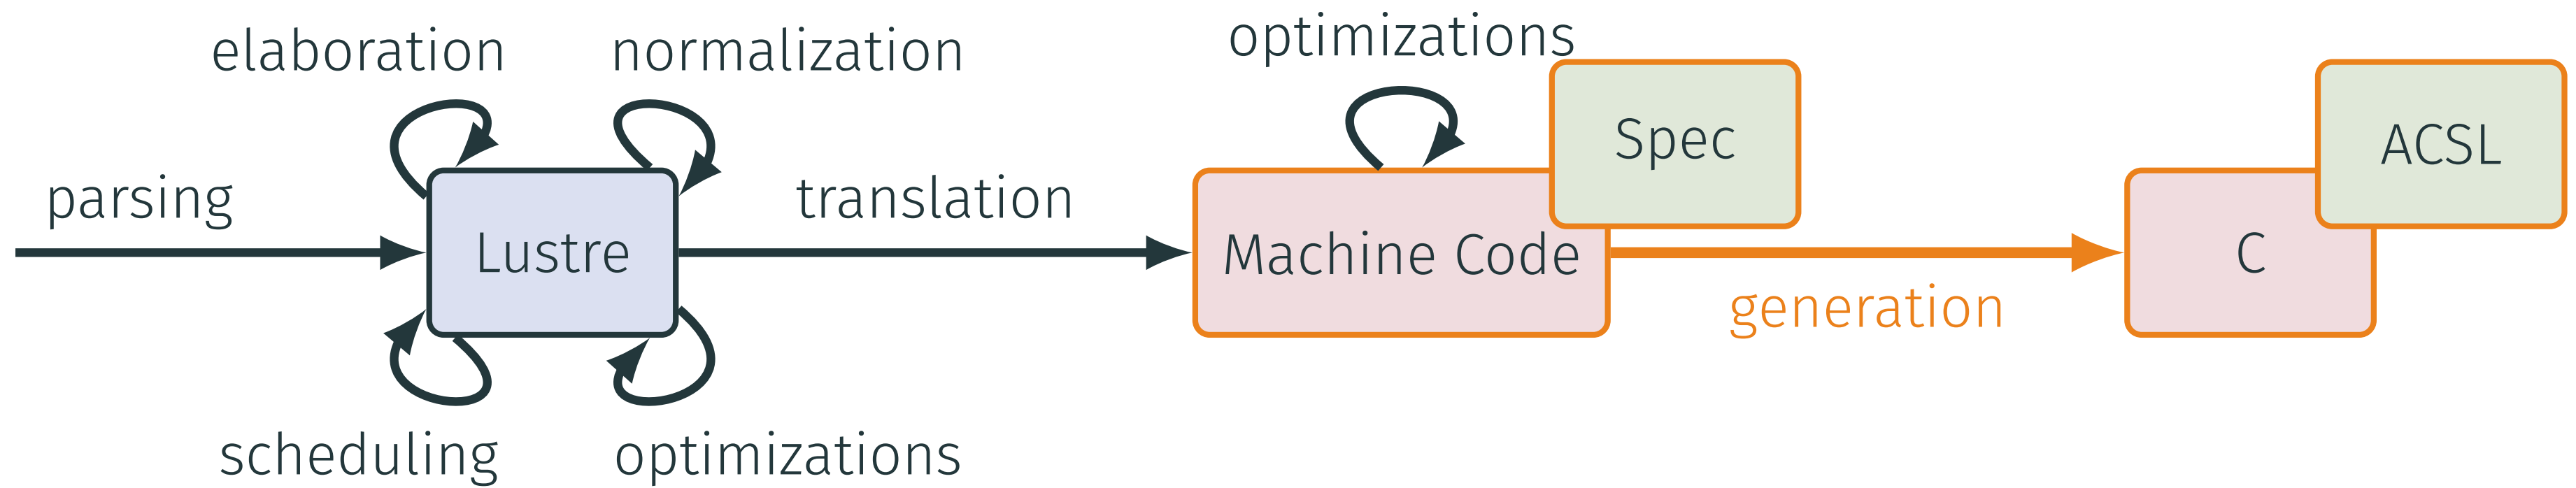 elaboration
normalization
optimizations
parsing
Lustre
translation
Machine Code
Spec
generation
C
ACSL
scheduling
optimizations